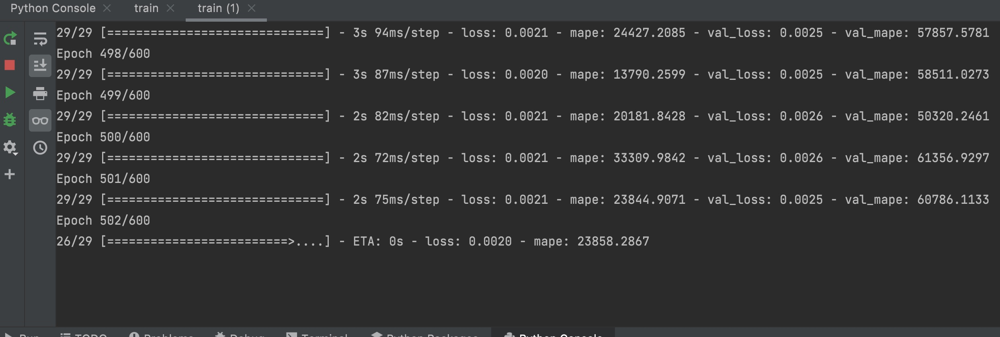 Python Console train train (1)
29/29 [==============================] - 3s 94ms/step - loss: 0.0021 - mape: 24427.2085 - val_loss: 0.0025 - val_mape: 57857.5781
Epoch 498/600
29/29 [==============================] - 3s 87ms/step - loss: 0.0020 - mape: 13790.2599 - val_loss: 0.0025 - val_mape: 58511.0273
Epoch 499/600
29/29 [==============================] - 2s 82ms/step - loss: 0.0021 - mape: 20181.8428 - val_loss: 0.0026 - val_mape: 50320.2461
Epoch 500/600
29/29 [==============================] - 2s 72ms/step - loss: 0.0021 - mape: 33309.9842 - val_loss: 0.0026 - val_mape: 61356.9297
Epoch 501/600
29/29 [==============================] - 2s 75ms/step - loss: 0.0021 - mape: 23844.9071 - val_loss: 0.0025 - val_mape: 60786.1133
Epoch 502/600
26/29 [=========================>....] - ETA: 0s - loss: 0.0020 - mape: 23858.2867
Run TODO Problems Debug Terminal Python Packages Python Console